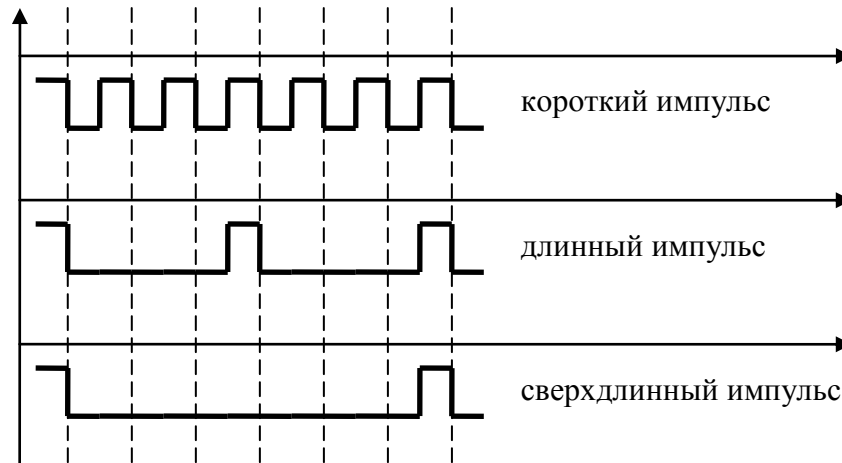 короткий импульс
длинный импульс
сверхдлинный импульс